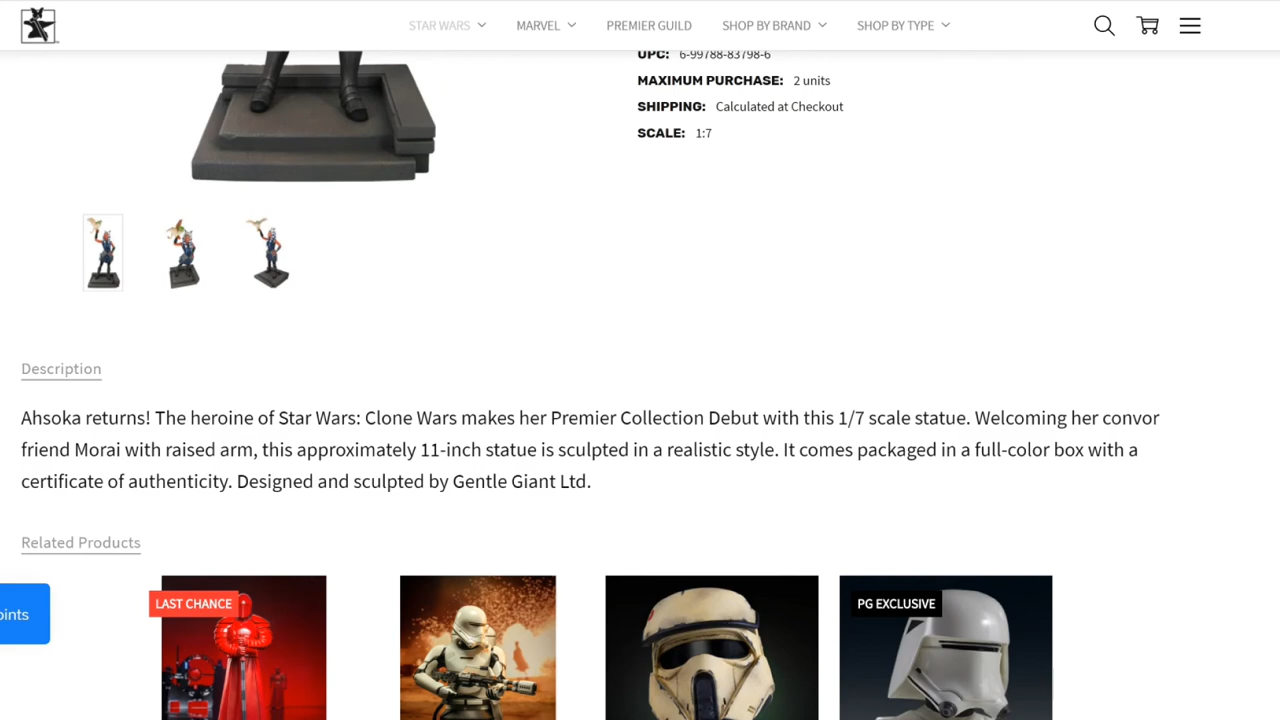 STAR WARS MARVEL PREMIER GUILD SHOP BY BRAND SHOP BY TYPE
UPC: 6-99788-83798-6
MAXIMUM PURCHASE: 2 units
SHIPPING: Calculated at Checkout
SCALE: 1:7
Description
Ahsoka returns! The heroine of Star Wars: Clone Wars makes her Premier Collection Debut with this 1/7 scale statue. Welcoming her convor
friend Morai with raised arm, this approximately 11-inch statue is sculpted in a realistic style. It comes packaged in a full-color box with a
certificate of authenticity. Designed and sculpted by Gentle Giant Ltd.
Related Products
LAST CHANCE
PG EXCLUSIVE
oints